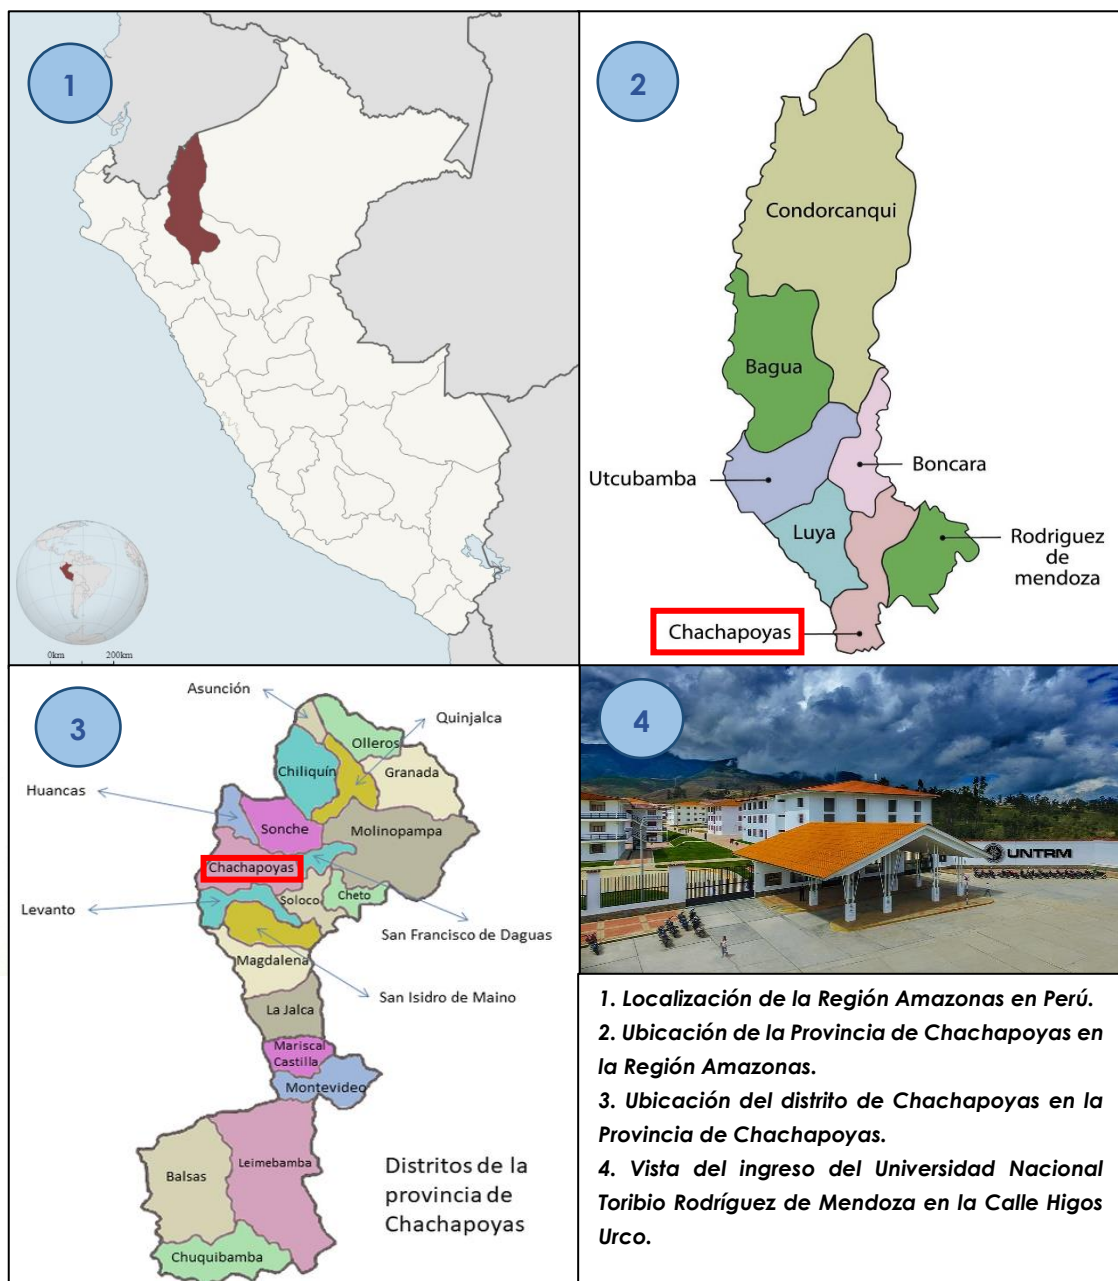 1
0km 200km
2
Condorcanqui
Bagua
Utcubamba
Boncara
Luya
Rodriguez
de
mendoza
Chachapoyas
3
Asunción
Quinjalca
Olleros
Chiliquín
Granada
Huancas
Sonche
Molinopampa
Chachapoyas
Soloco
Cheto
Levanto
San Francisco de Daguas
Magdalena
San Isidro de Maino
La Jalca
Mariscal
Castilla
Montevideo
Balsas
Leimebamba
Chuquibamba
Distritos de la
provincia de
Chachapoyas
4
UNTRM
1. Localización de la Región Amazonas en Perú.
2. Ubicación de la Provincia de Chachapoyas en
la Región Amazonas.
3. Ubicación del distrito de Chachapoyas en la
Provincia de Chachapoyas.
4. Vista del ingreso del Universidad Nacional
Toribio Rodríguez de Mendoza en la Calle Higos
Urco.